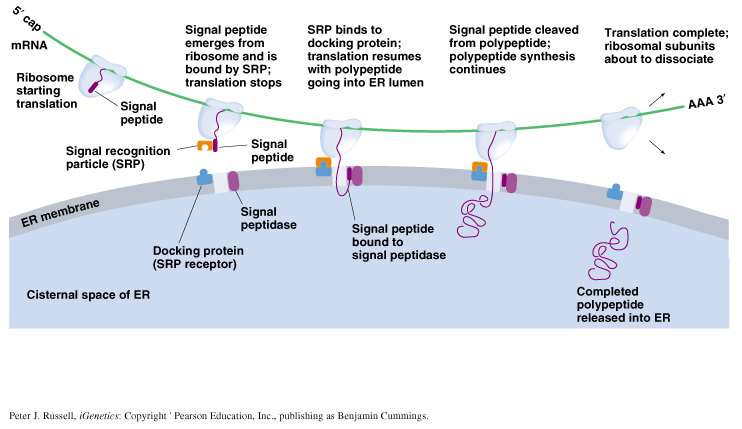 5′ cap
mRNA
Ribosome
starting
translation
Signal
peptide
Signal peptide
emerges from
ribosome and is
bound by SRP;
translation stops
SRP binds to
docking protein;
translation resumes
with polypeptide
going into ER lumen
Signal peptide cleaved
from polypeptide;
polypeptide synthesis
continues
Translation complete;
ribosomal subunits
about to dissociate
AAA 3′
Signal recognition
particle (SRP)
Signal
peptide
ER membrane
Signal
peptidase
Docking protein
(SRP receptor)
Signal peptide
bound to
signal peptidase
Cisternal space of ER
Completed
polypeptide
released into ER
Peter J. Russell, iGenetics: Copyright ' Pearson Education, Inc., publishing as Benjamin Cummings.